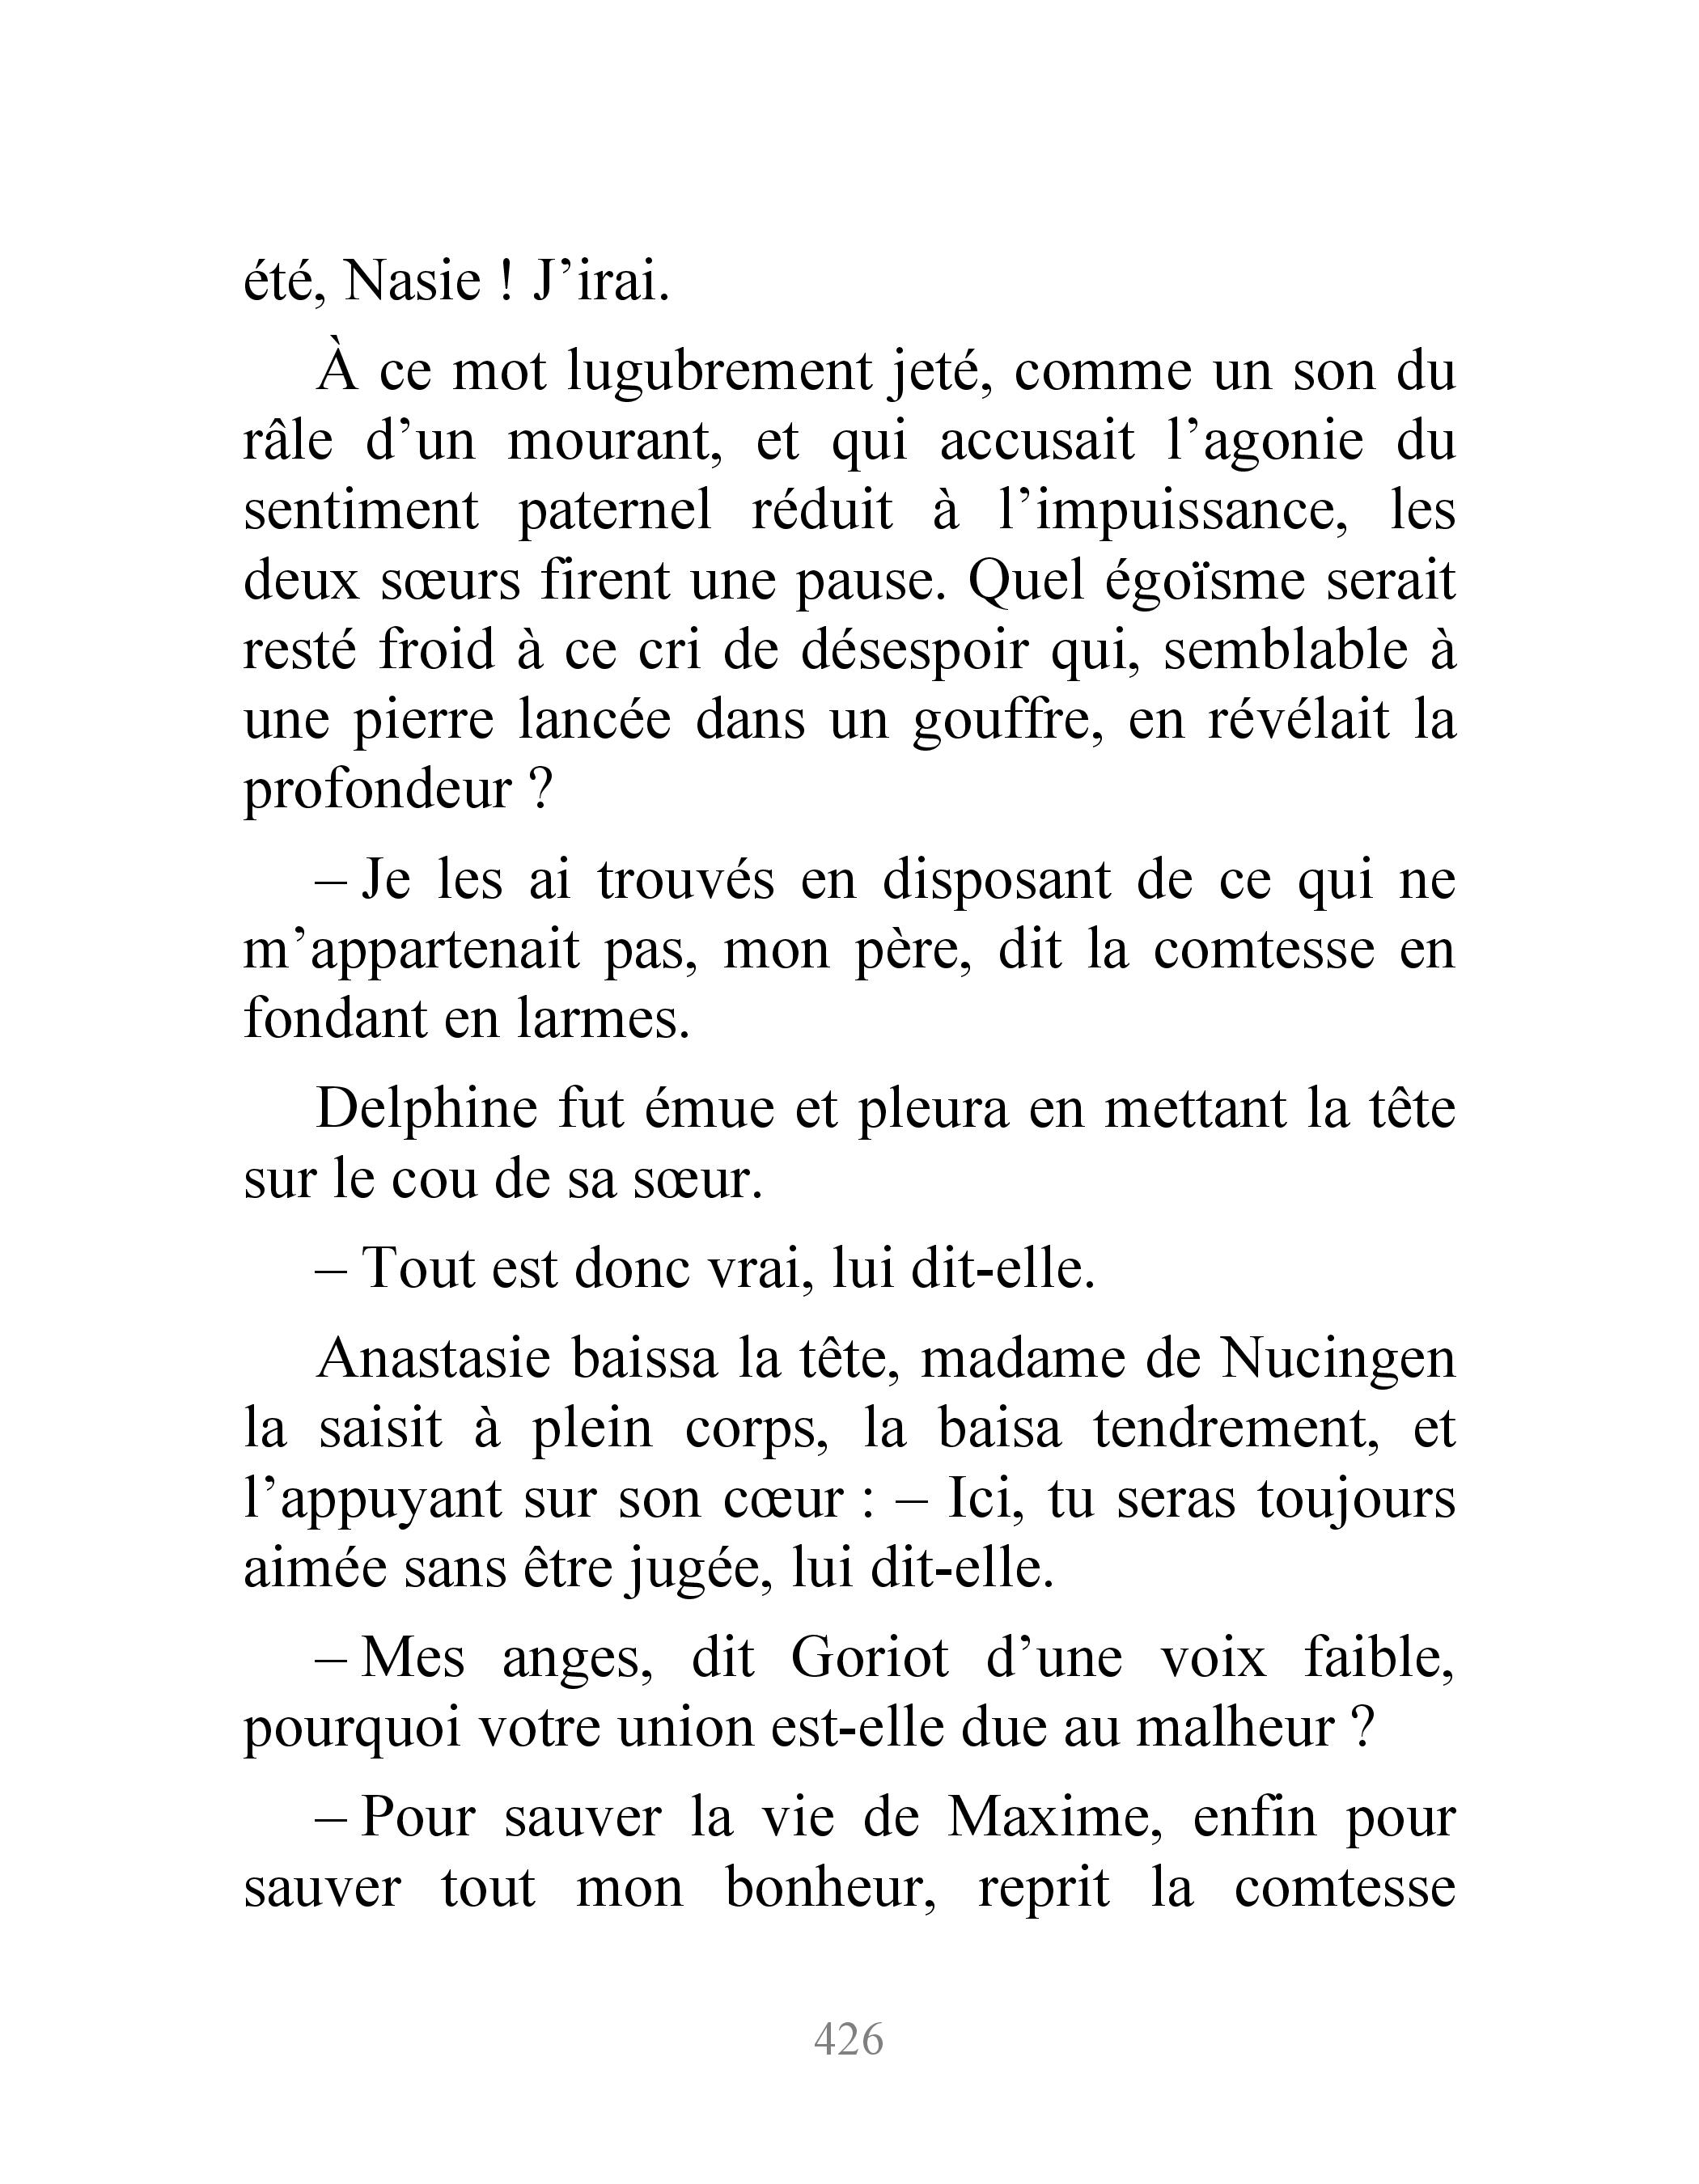 été, Nasie ! J’irai.
À ce mot lugubrement jeté, comme un son du
râle d’un mourant, et qui accusait l’agonie du
sentiment paternel réduit à l’impuissance, les
deux sœurs firent une pause. Quel égoïsme serait
resté froid à ce cri de désespoir qui, semblable à
une pierre lancée dans un gouffre, en révélait la
profondeur ?
– Je les ai trouvés en disposant de ce qui ne
m’appartenait pas, mon père, dit la comtesse en
fondant en larmes.
Delphine fut émue et pleura en mettant la tête
sur le cou de sa sœur.
– Tout est donc vrai, lui dit-elle.
Anastasie baissa la tête, madame de Nucingen
la saisit à plein corps, la baisa tendrement, et
l’appuyant sur son cœur : – Ici, tu seras toujours
aimée sans être jugée, lui dit-elle.
– Mes anges, dit Goriot d’une voix faible,
pourquoi votre union est-elle due au malheur ?
– Pour sauver la vie de Maxime, enfin pour
sauver tout mon bonheur, reprit la comtesse
426